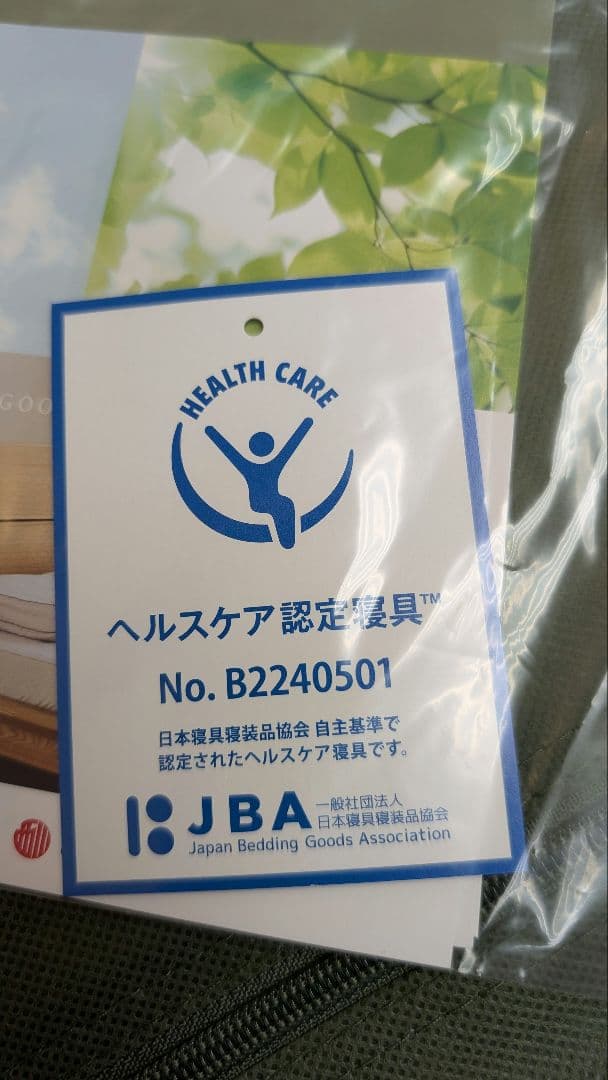 GOO
HEALTH CARE
ヘルスケア認定寝具™
No. B2240501
日本寝具寝装品協会 自主基準で
認定されたヘルスケア寝具です。
JBA 一般社団法人
日本寝具寝装品協会
Japan Bedding Goods Association